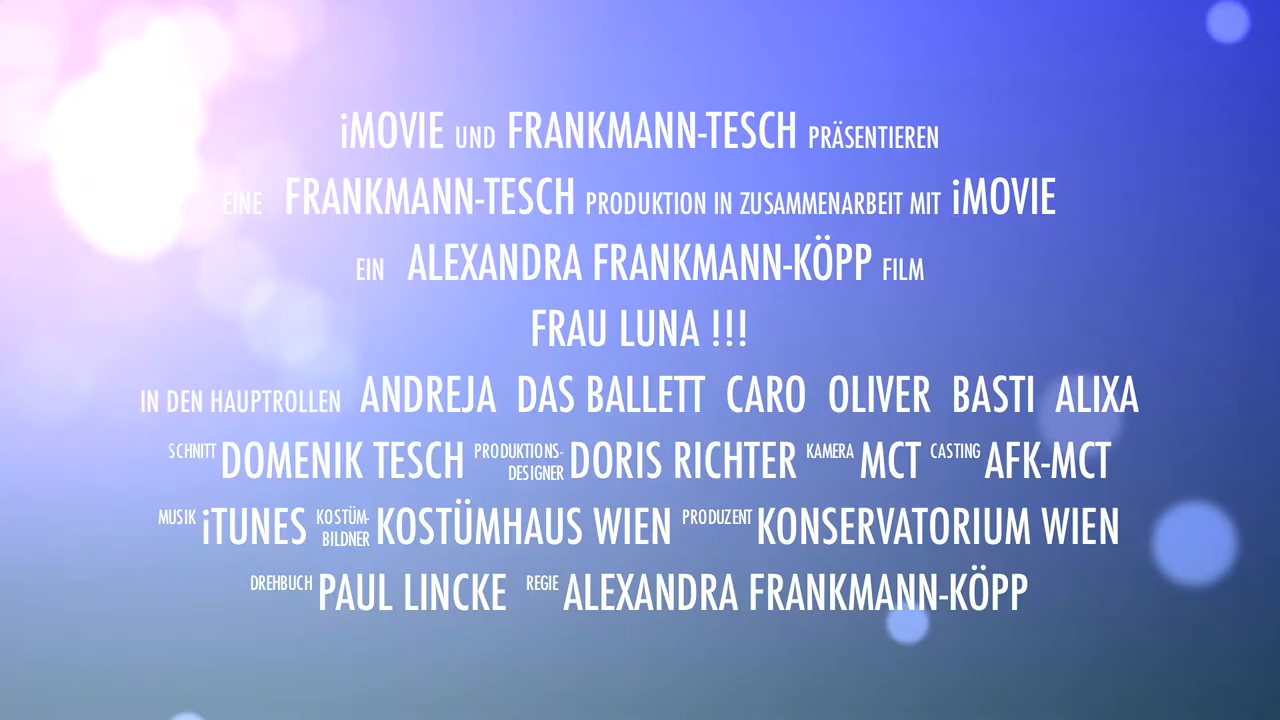 iMOVIE UND FRANKMANN-TESCH PRÄSENTIEREN
EINE FRANKMANN-TESCH PRODUKTION IN ZUSAMMENARBEIT MIT iMOVIE
EIN ALEXANDRA FRANKMANN-KÖPP FILM
FRAU LUNA !!!
IN DEN HAUPTROLLEN ANDREJA DAS BALLETT CARO OLIVER BASTI ALIXA
SCHNITT DOMENIK TESCH PRODUKTIONS-DESIGNER DORIS RICHTER KAMERA MCT CASTING AFK-MCT
MUSIK iTUNES KOSTÜM-BILDNER KOSTÜMHAUS WIEN PRODUZENT KONSERVATORIUM WIEN
DREHBUCH PAUL LINCKE REGIE ALEXANDRA FRANKMANN-KÖPP